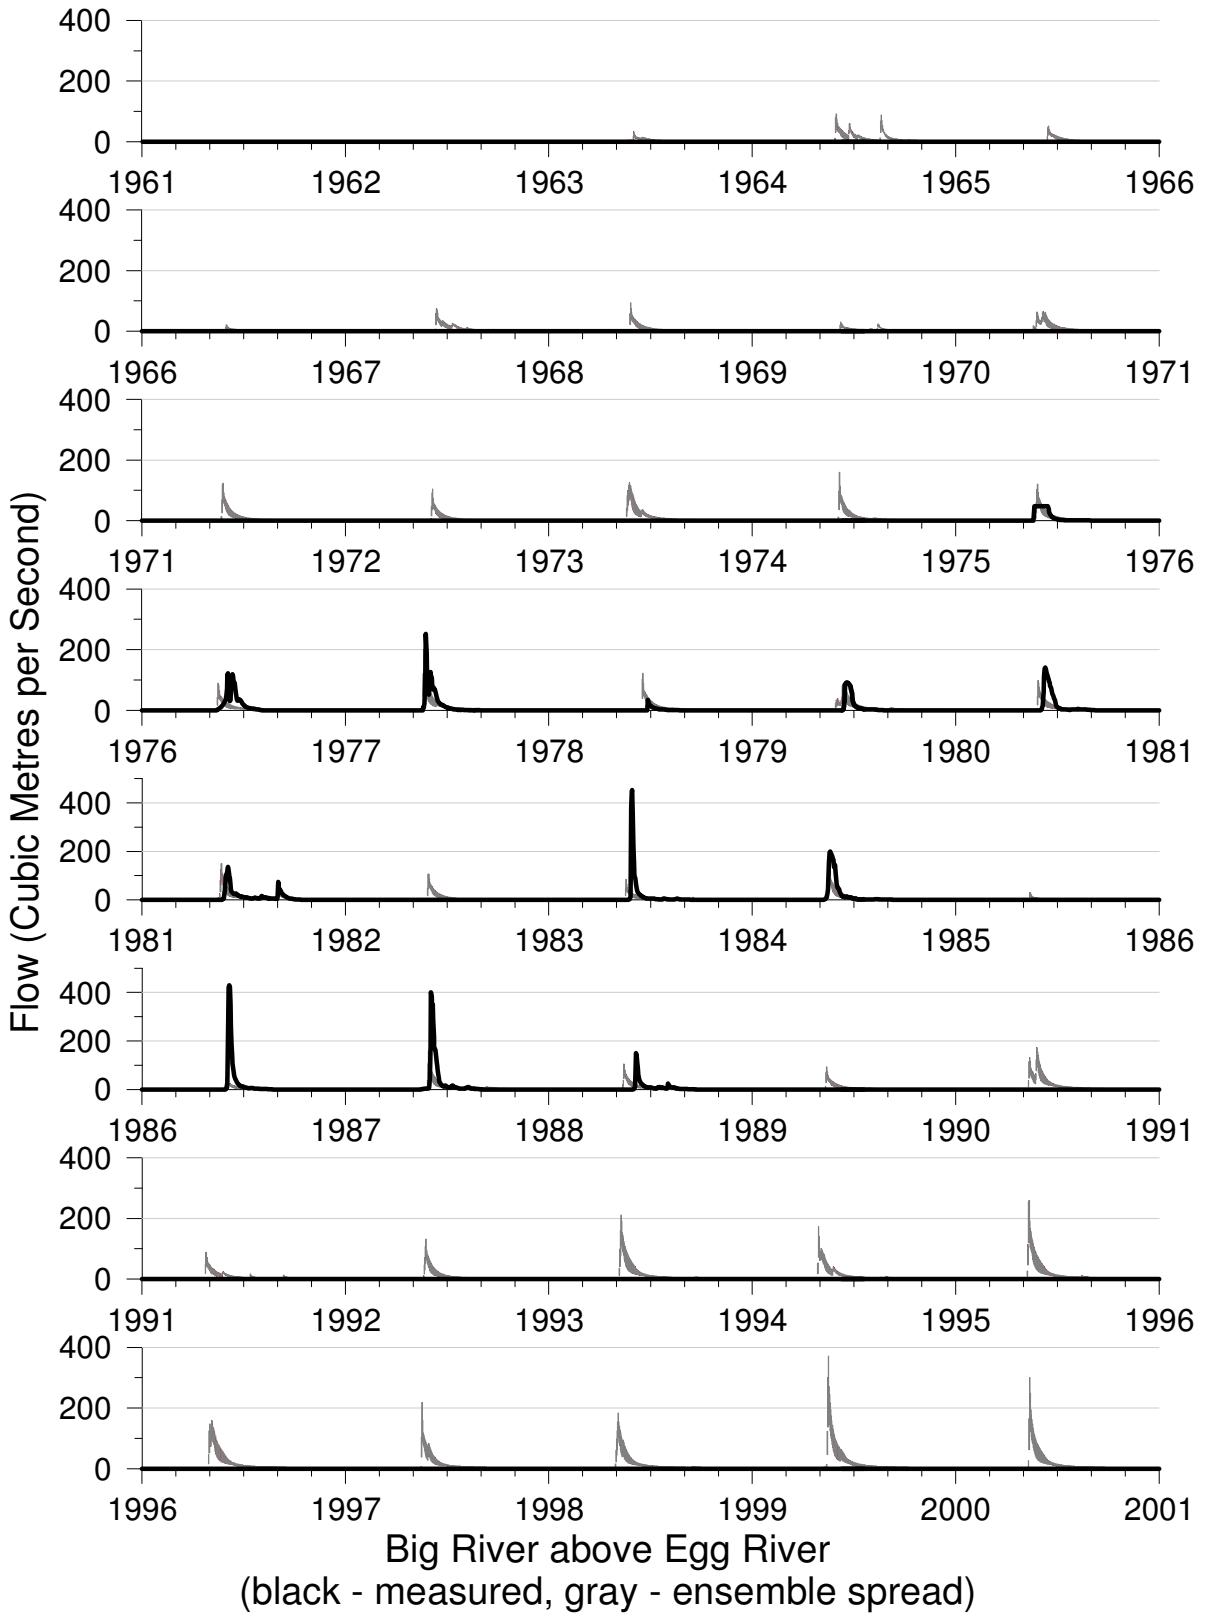 400
200
0
1961 1962 1963 1964 1965 1966
400
200
0
1966 1967 1968 1969 1970 1971
400
200
0
1971 1972 1973 1974 1975 1976
400
200
0
1976 1977 1978 1979 1980 1981
400
200
0
1981 1982 1983 1984 1985 1986
400
200
0
1986 1987 1988 1989 1990 1991
400
200
0
1991 1992 1993 1994 1995 1996
400
200
0
1996 1997 1998 1999 2000 2001
Flow (Cubic Metres per Second)
Big River above Egg River
(black - measured, gray - ensemble spread)